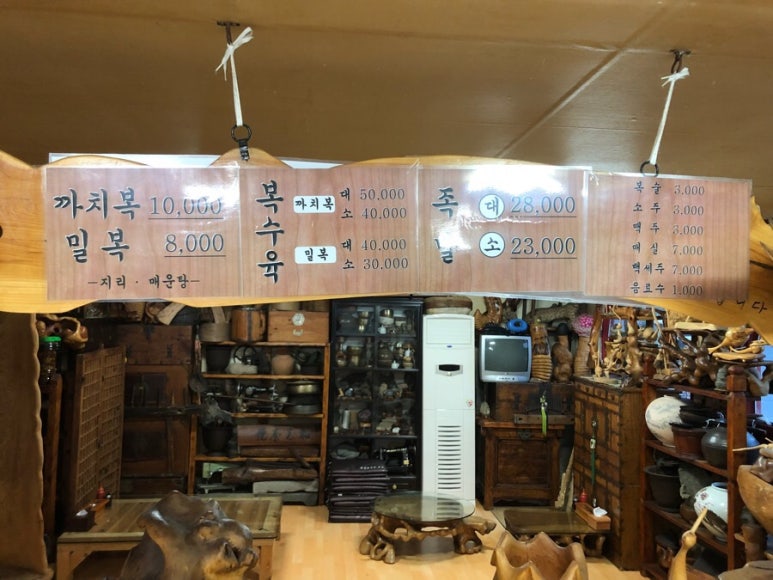 까치복 10,000
밀복 8,000
-지리·매운탕-
복수육
까치복 대 50,000
소 40,000
밀복 대 40,000
소 30,000
족발
대 28,000
소 23,000
복술 3,000
소주 3,000
맥주 3,000
매실 7,000
백세주 7,000
음료수 1,000
니다